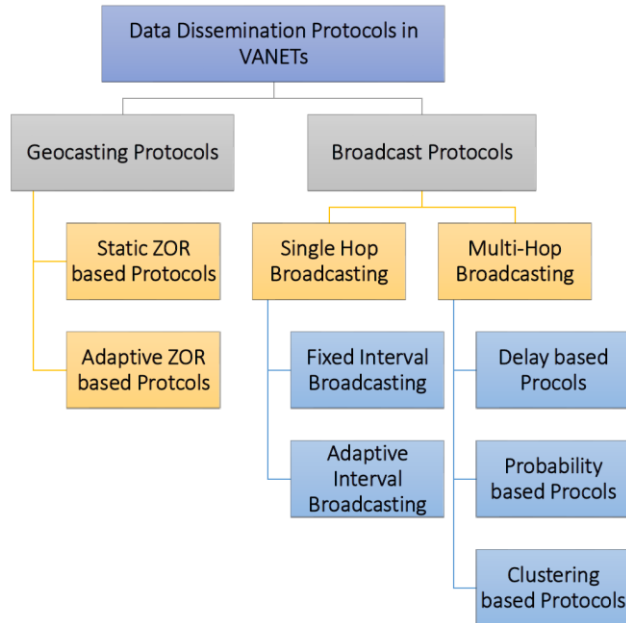 Data Dissemination Protocols in
VANETs
Geocasting Protocols
Broadcast Protocols
Static ZOR
based Protocols
Adaptive ZOR
based Protcols
Single Hop
Broadcasting
Multi-Hop
Broadcasting
Fixed Interval
Broadcasting
Adaptive
Interval
Broadcasting
Delay based
Procols
Probability
based Procols
Clustering
based Protocols